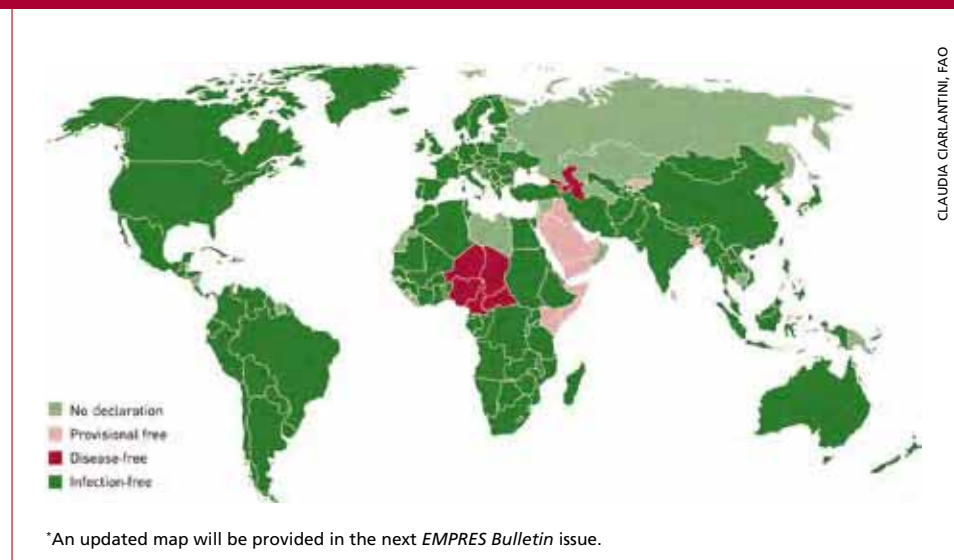 CLAUDIA CIARLANTINI, FAO
No declaration
Provisional free
Disease-free
Infection-free
*An updated map will be provided in the next EMPRES Bulletin issue.